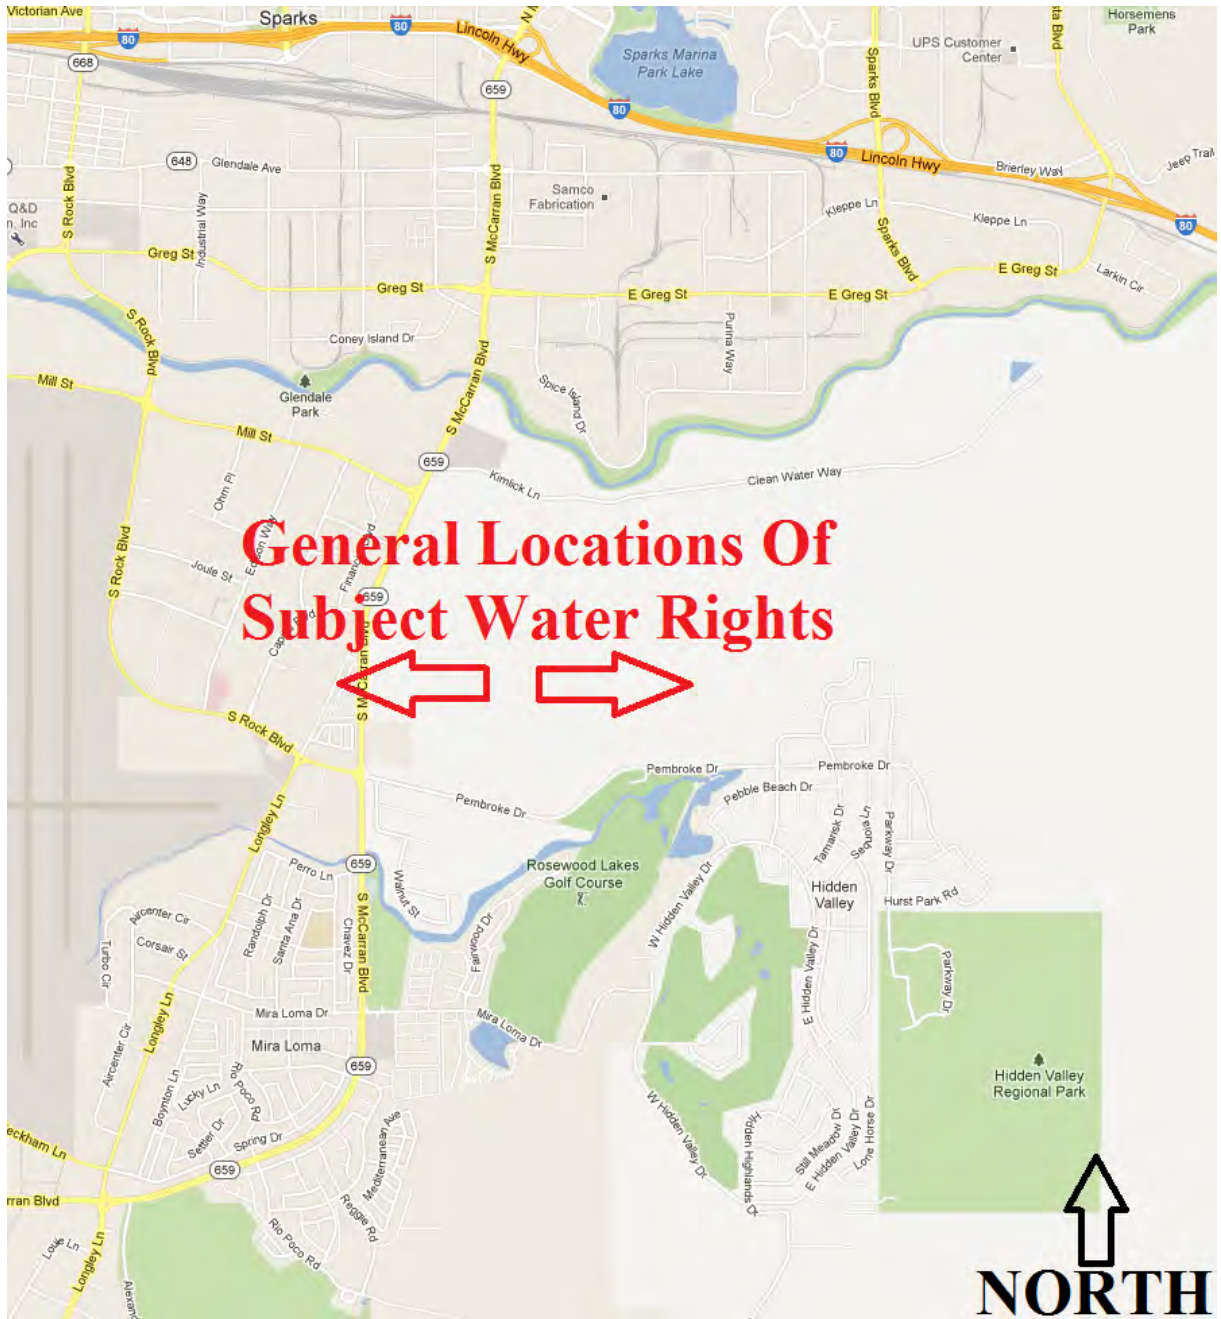 Victorian Ave
Sparks
80
80
Lincoln Hwy
N M
Sparks Marina
Park Lake
UPS Customer
Center
sta Blvd
Horsemens
Park
668
659
Sparks Blvd
80
80
Lincoln Hwy
Brierley Wa
Jeep Trail
648
Glendale Ave
S Rock Blvd
Industrial Way
S McCarran Blvd
Samco
Fabrication
Kleppe Ln
Kleppe Ln
80
Q&D
n, Inc
Greg St
Greg St
E Greg St
E Greg St
Sparks Blvd
E Greg St
Larkin Cir
S Rock Blvd
Coney Island Dr
Purina Way
Mill St
Glendale
Park
S McCarran Blvd
Spice Island Dr
Mill St
659
Kimlick Ln
Clean Water Way
Ohm Pl
S Rock Blvd
General Locations Of
Subject Water Rights
Joule St
659
S McCarran Blvd
S Rock Blvd
Pembroke Dr
Pembroke Dr
Pembroke Dr
Pebble Beach Dr
Longley Ln
Tamarisk Dr
Sequoia Ln
Parkway Dr
Perro Ln
659
Walnut St
Rosewood Lakes
Golf Course
W Hidden Valley Dr
Hidden
Valley
Hurst Park Rd
Aircenter Cir
Corsair St
Turbo Cir
Randolph Dr
Santa Ana Dr
Chavez Dr
S McCarran Blvd
Fairwood Dr
E Hidden Valley Dr
Parkway Dr
Longley Ln
Mira Loma Dr
Mira Loma Dr
Mira Loma
659
Aircenter Cir
Boynton Ln
Lucky Ln
Rio Poco Rd
Settler Dr
Spring Dr
Hidden Valley
Regional Park
W Hidden Valley Dr
Hidden Highlands Dr
Still Meadow Dr
E Hidden Valley Dr
Lone Horse Dr
eckham Ln
659
Mediterranean Ave
Reggie Rd
rran Blvd
Rio Poco Rd
Longley Ln
Alexan
NORTH